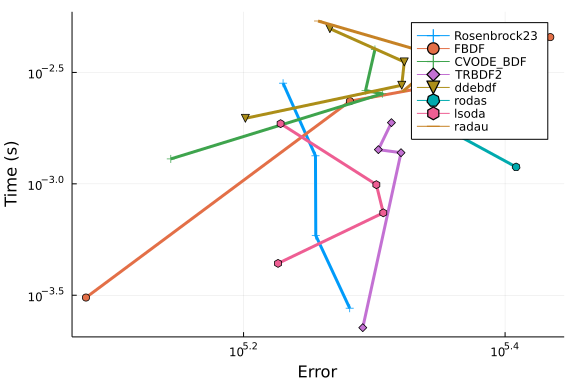 Rosenbrock23
FBDF
CVODE_BDF
TRBDF2
ddebdf
rodas
lsoda
radau
10^-2.5
10^-3.0
10^-3.5
Time (s)
10^5.2
10^5.4
Error